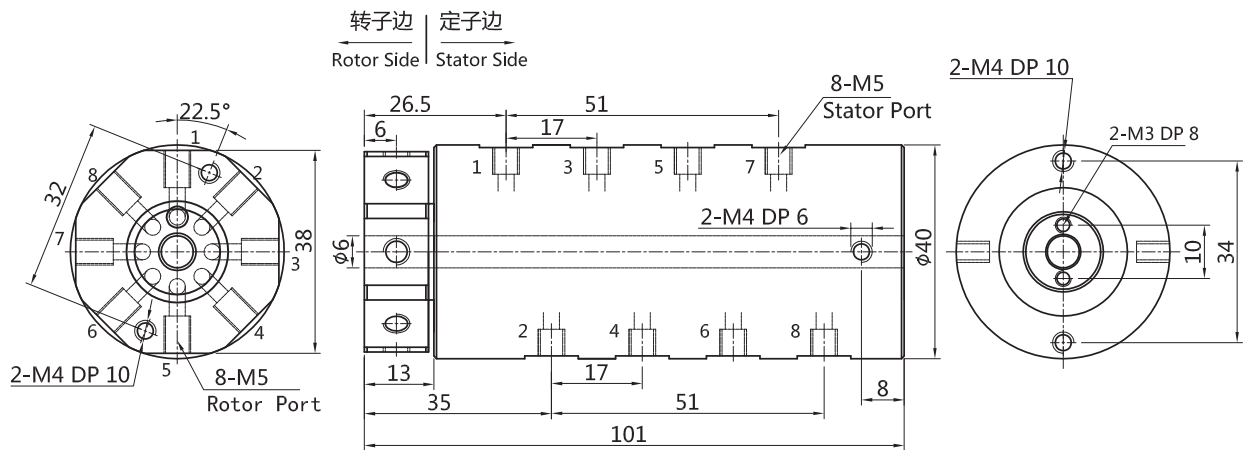 转子边 定子边
Rotor Side Stator Side
22.5°
1
2
3
4
5
6
7
8
32
38
2-M4 DP 10
8-M5
Rotor Port
26.5
51
6
17
8-M5
Stator Port
1
3
5
7
2-M4 DP 6
ϕ6
ϕ40
2
4
6
8
13
17
8
35
51
101
2-M4 DP 10
2-M3 DP 8
10
34